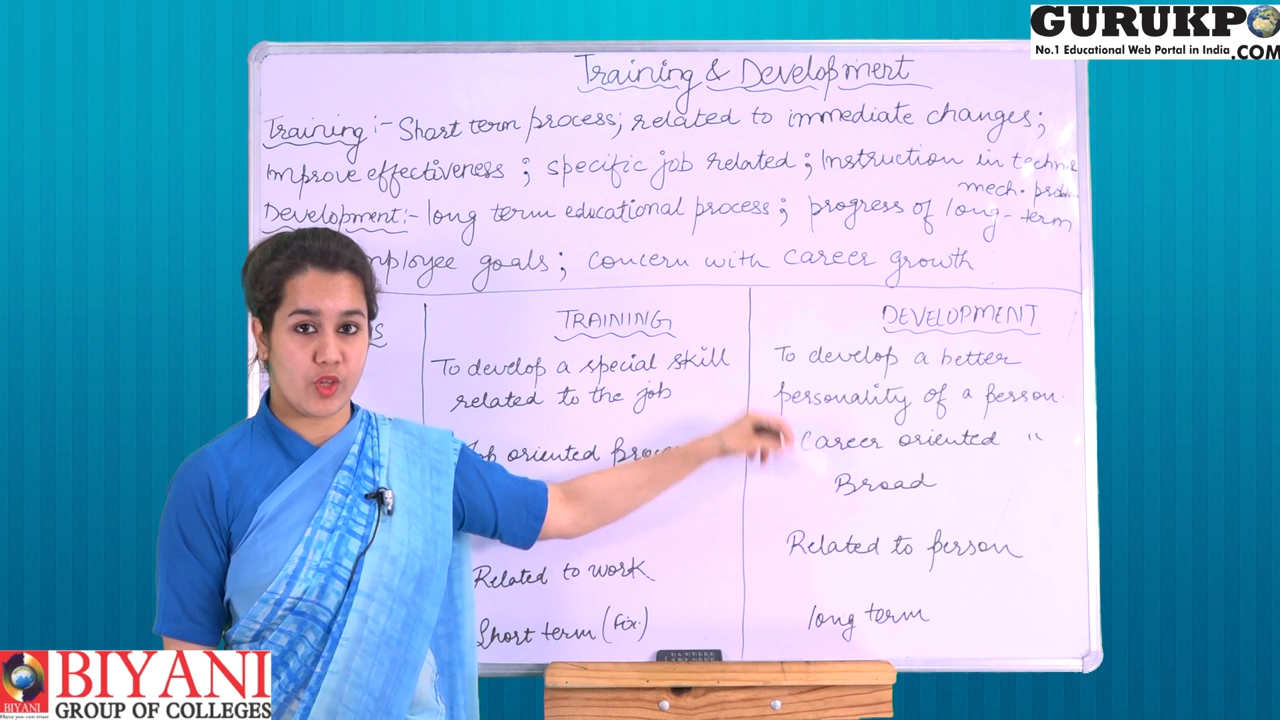 GURUKPO
No.1 Educational Web Portal in India
.COM
Training & Development
Training :- Short term process; related to immediate changes;
Improve effectiveness ; specific job related ; Instruction in
mech.
Development:- long term educational process ; progress of long-term
goals ; concern with career growth
TRAINING
DEVELOPMENT
To develop a special skill
related to the job
To develop a better
personality of a person.
Job oriented
Career oriented "
Broad
Related to work
Related to person
Short term (Fix.)
long term
BIYANI
BIYANI
GROUP OF COLLEGES